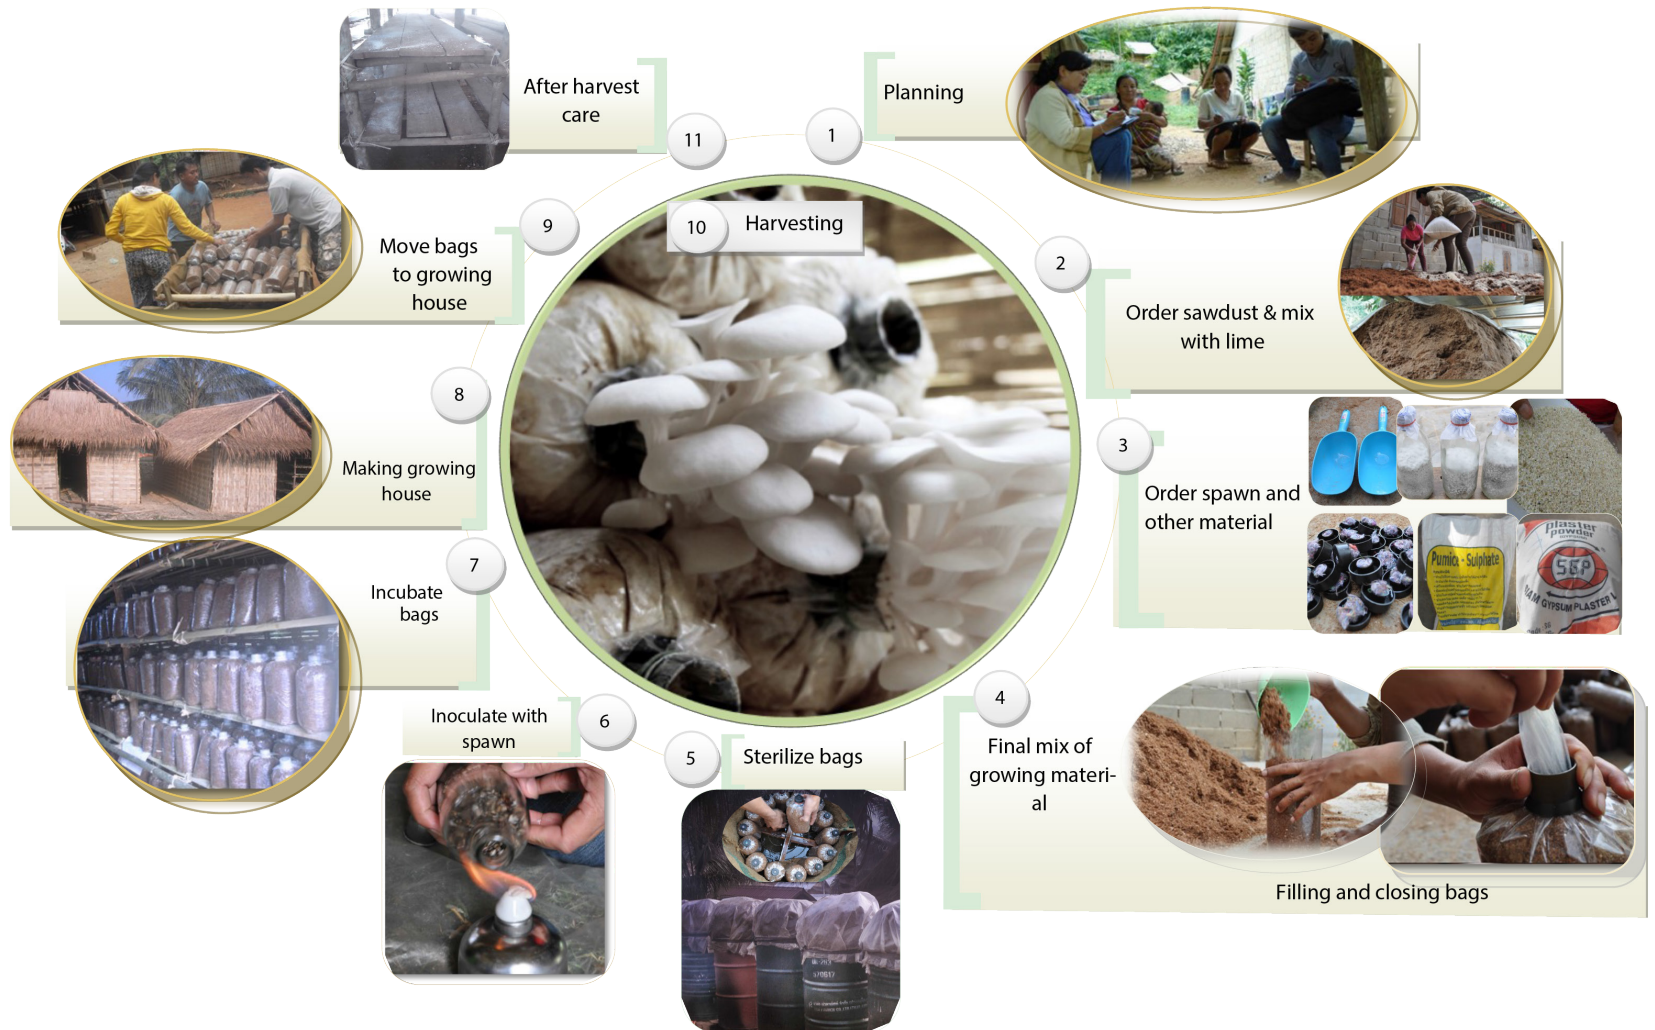 1
Planning
2
Order sawdust & mix
with lime
3
Order spawn and
other material
Pumice - Sulphate
plaster
powder
GYPSUM PLASTER
4
Final mix of
growing materi-
al
Filling and closing bags
5
Sterilize bags
6
Inoculate with
spawn
7
Incubate
bags
8
Making growing
house
9
Move bags
to growing
house
10
Harvesting
11
After harvest
care